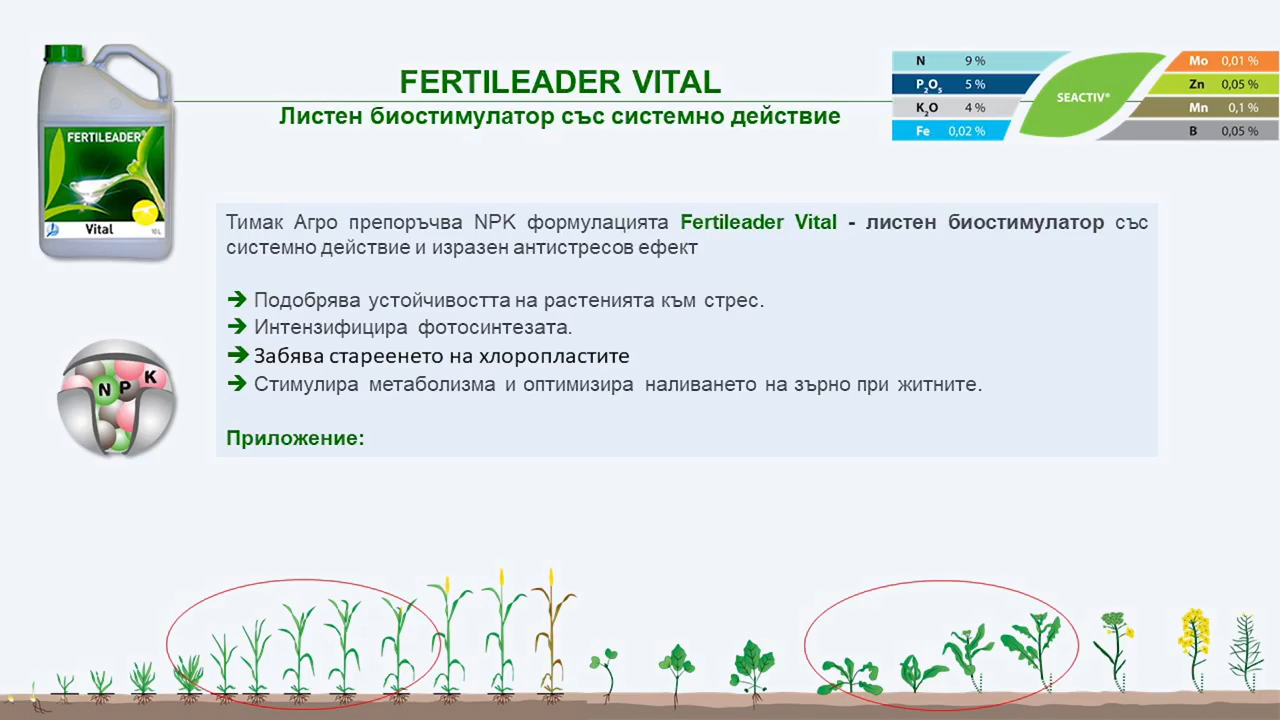 FERTILEADER VITAL
Листен биостимулатор със системно действие
N 9 %
P2O5 5 %
K2O 4 %
Fe 0,02 %
SEACTIV®
Mo 0,01 %
Zn 0,05 %
Mn 0,1 %
B 0,05 %
FERTILEADER®
Vital
10 L
Тимак Агро препоръчва NPK формулацията Fertileader Vital - листен биостимулатор със
системно действие и изразен антистресов ефект
➔ Подобрява устойчивостта на растенията към стрес.
➔ Интензифицира фотосинтезата.
➔ Забява стареенето на хлоропластите
➔ Стимулира метаболизма и оптимизира наливането на зърно при житните.
N P K
Приложение: